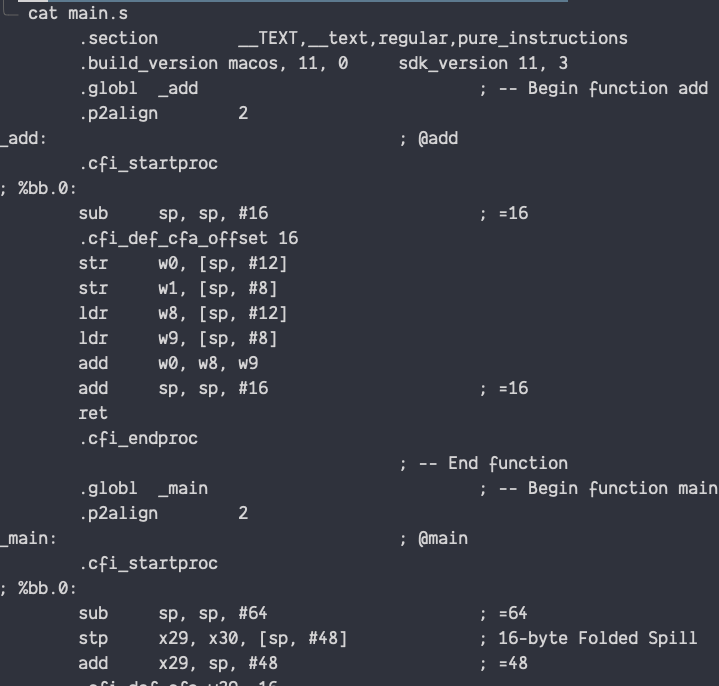 cat main.s
.section __TEXT,__text,regular,pure_instructions
.build_version macos, 11, 0 sdk_version 11, 3
.globl _add ; -- Begin function add
.p2align 2
_add: ; @add
.cfi_startproc
; %bb.0:
sub sp, sp, #16 ; =16
.cfi_def_cfa_offset 16
str w0, [sp, #12]
str w1, [sp, #8]
ldr w8, [sp, #12]
ldr w9, [sp, #8]
add w0, w8, w9
add sp, sp, #16 ; =16
ret
.cfi_endproc
; -- End function
.globl _main ; -- Begin function main
.p2align 2
_main: ; @main
.cfi_startproc
; %bb.0:
sub sp, sp, #64 ; =64
stp x29, x30, [sp, #48] ; 16-byte Folded Spill
add x29, sp, #48 ; =48
.cfi_def_cfa w29, 16